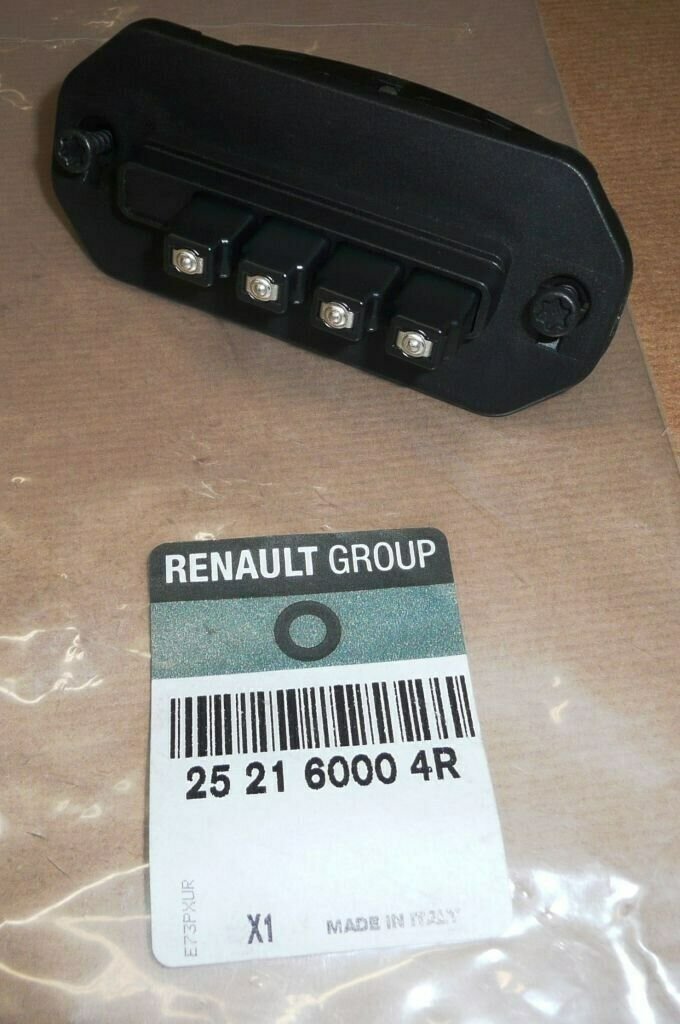 RENAULT GROUP
25 21 6000 4R
E73PXUR
X1
MADE IN ITALY